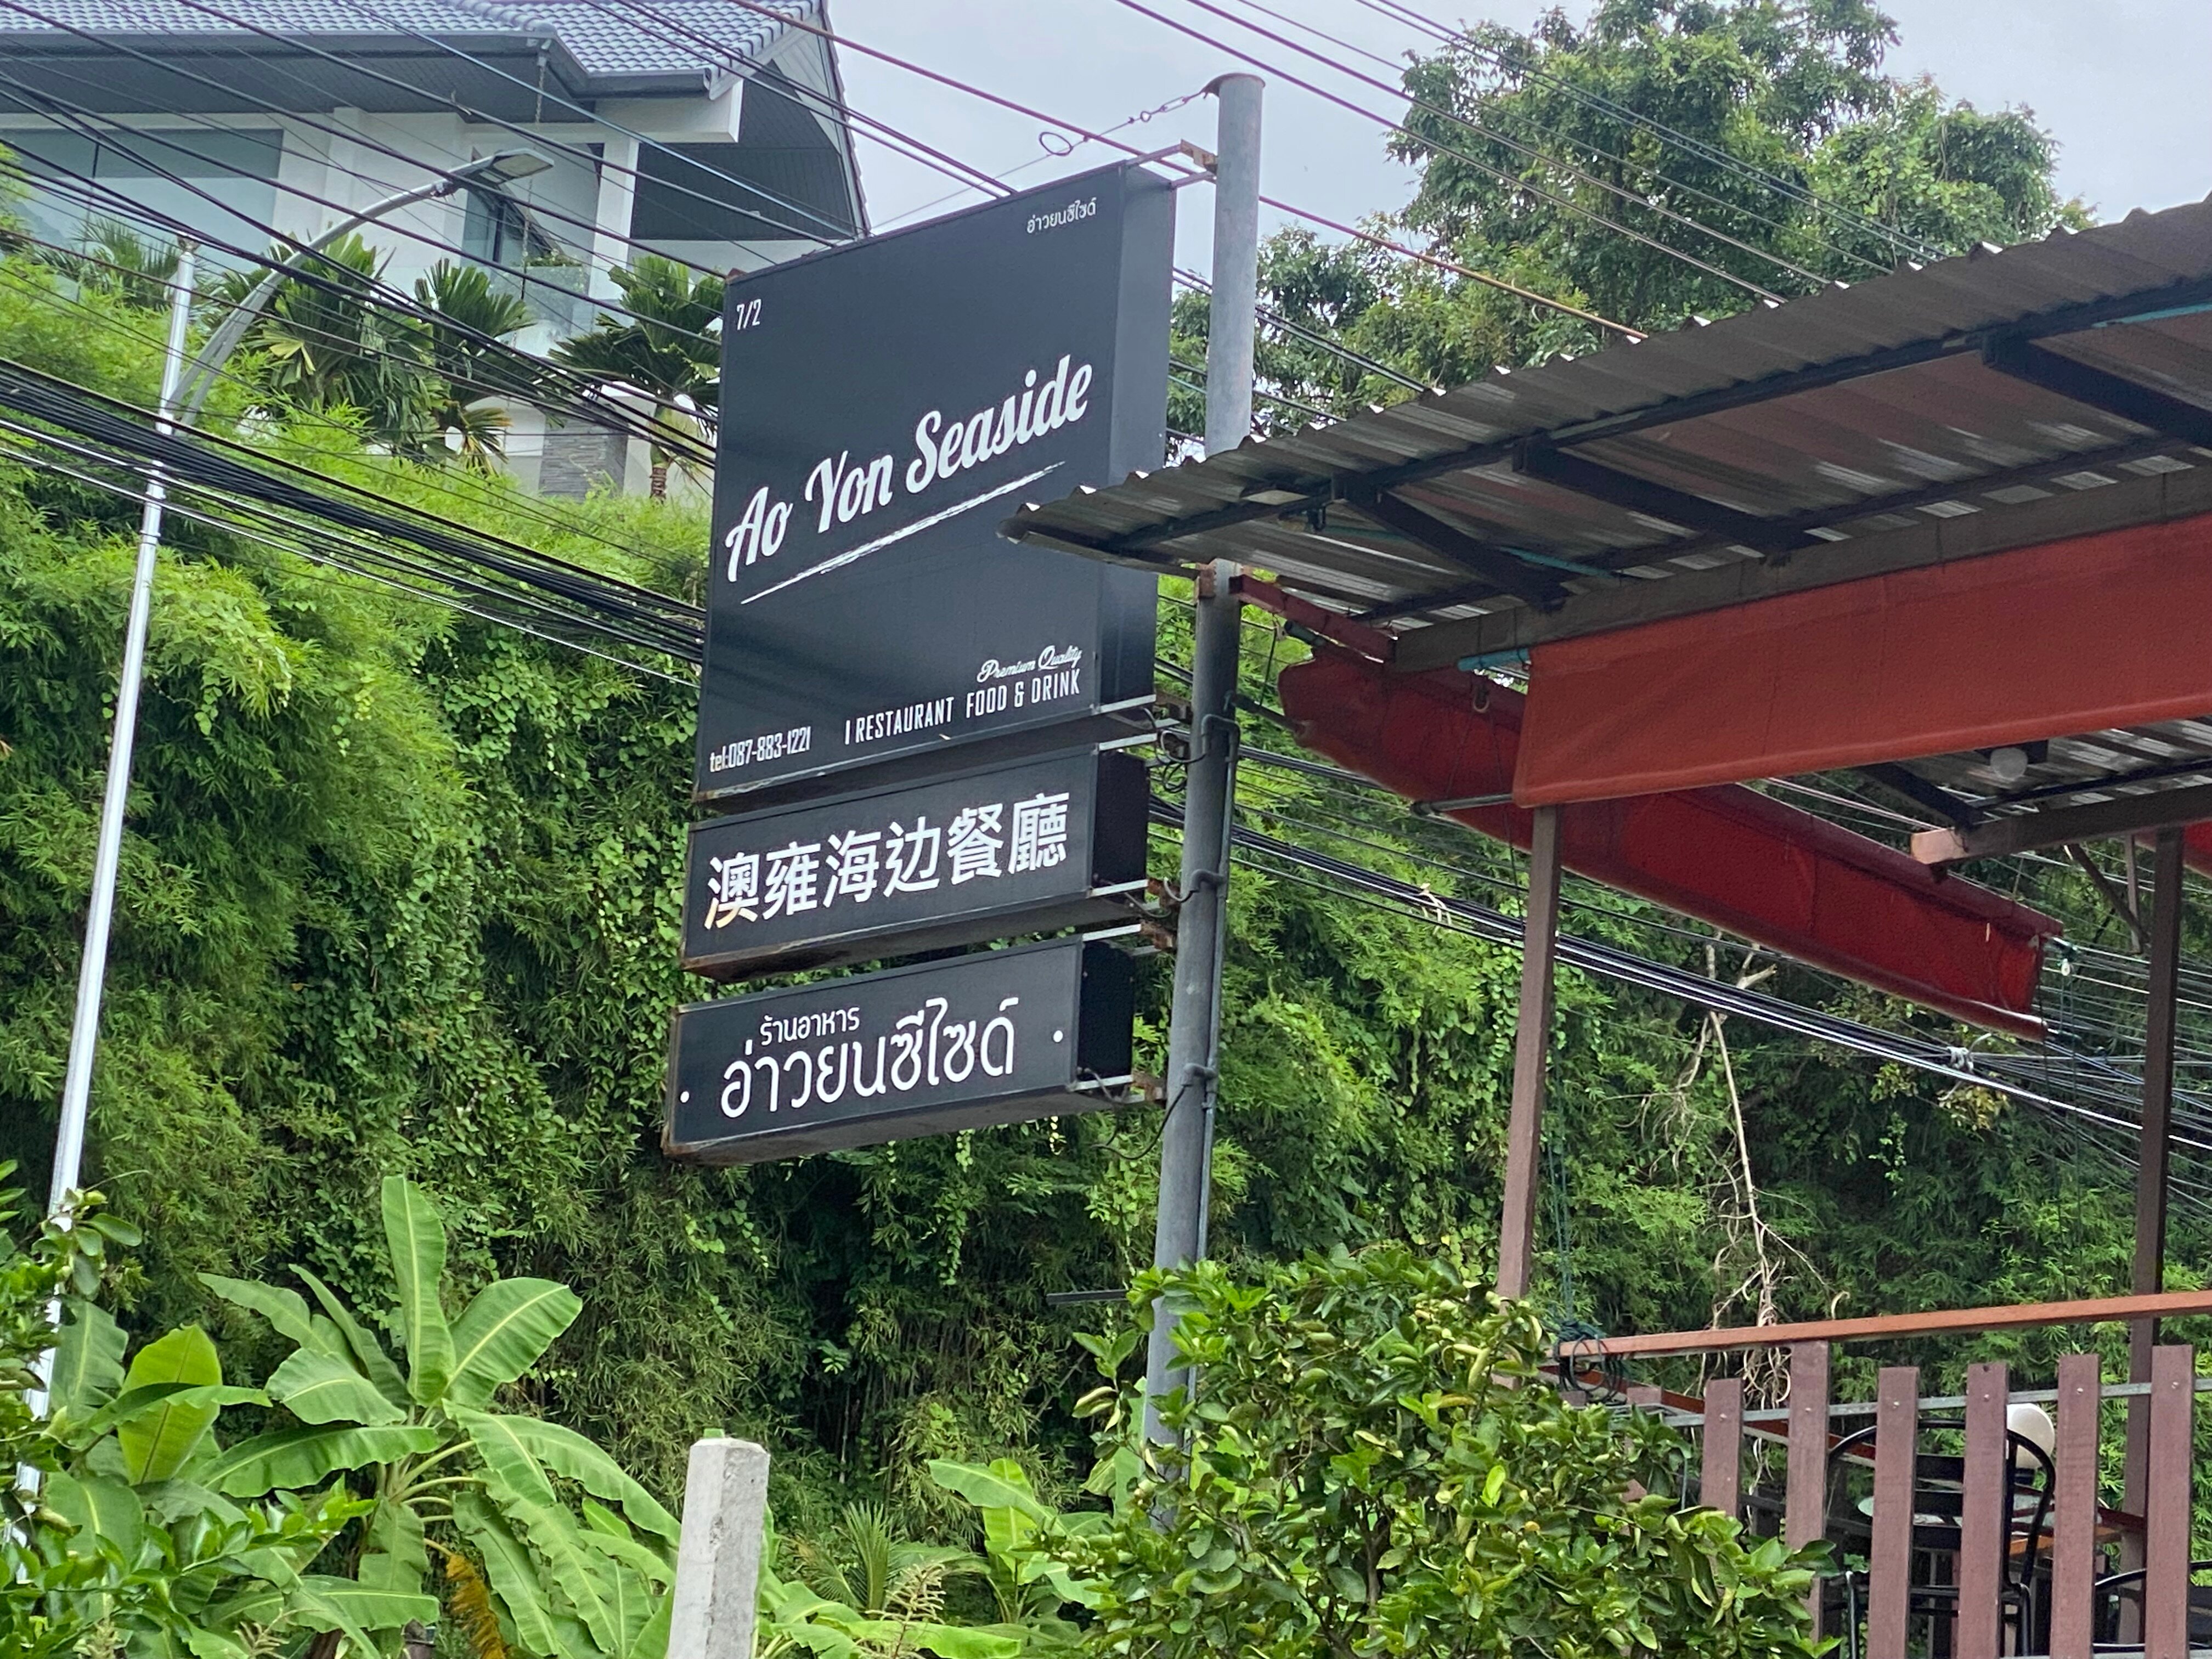 อ่าวยนซีไซด์
7/2
Ao Yon Seaside
Premium Quality
tel:087-883-1221 | RESTAURANT FOOD & DRINK
澳雍海边餐廳
ร้านอาหาร
• อ่าวยนซีไซด์ •